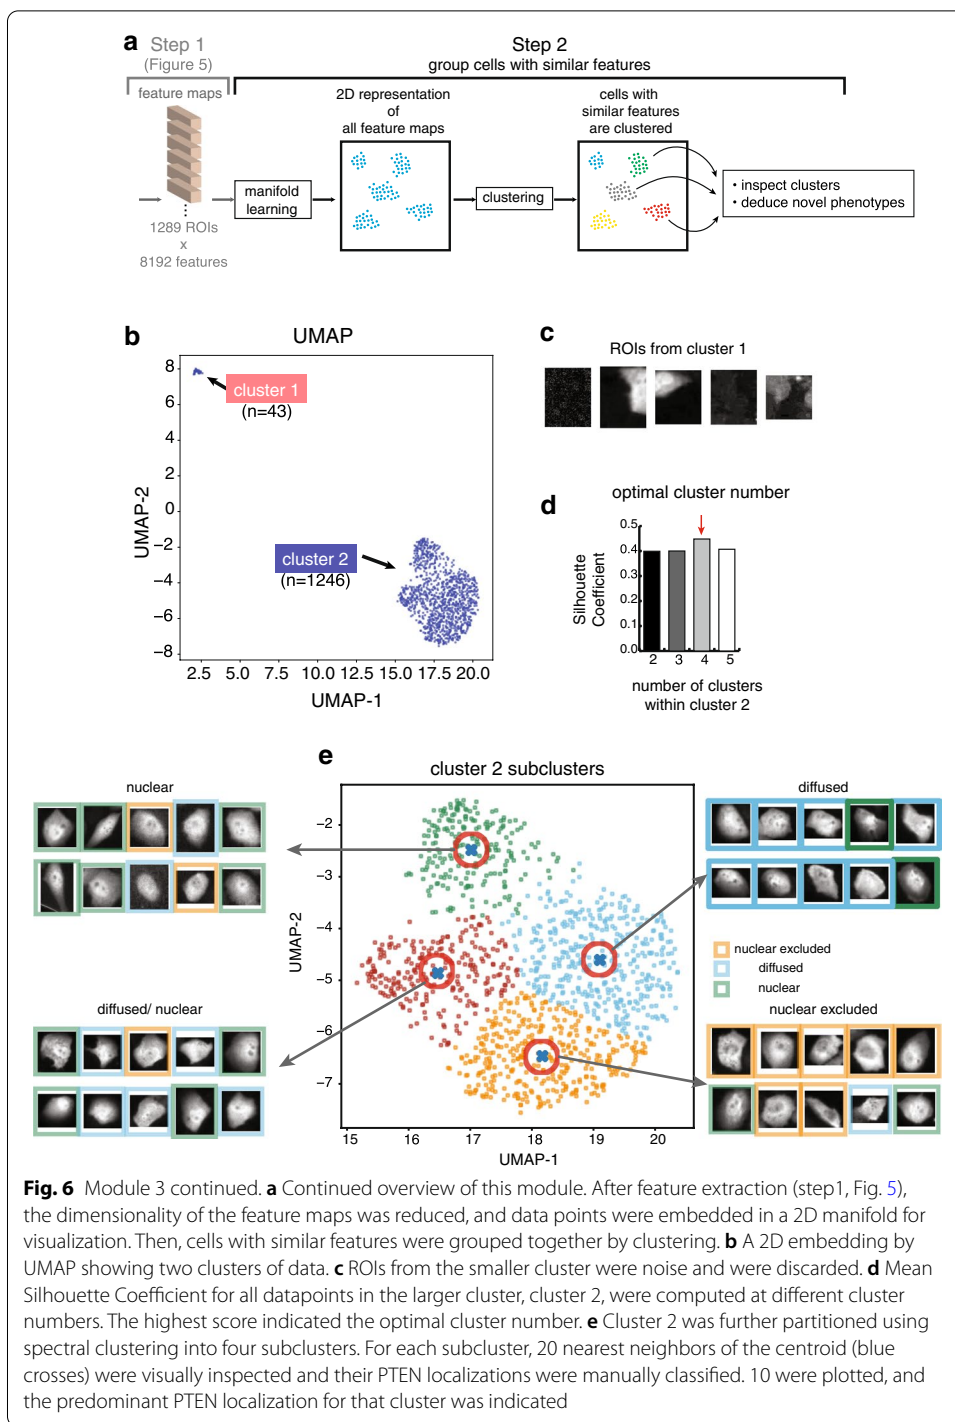 a
Step 1
(Figure 5)
feature maps
1289 ROIs
x
8192 features
Step 2
group cells with similar features
manifold
learning
2D representation
of
all feature maps
clustering
cells with
similar features
are clustered
• inspect clusters
• deduce novel phenotypes
b
UMAP
8
6
4
2
0
−2
−4
−6
−8
UMAP-2
cluster 1
(n=43)
cluster 2
(n=1246)
2.5 5.0 7.5 10.0 12.5 15.0 17.5 20.0
UMAP-1
c
ROIs from cluster 1
d
optimal cluster number
0.5
0.4
0.3
0.2
0.1
0.0
Silhouette
Coefficient
2 3 4 5
number of clusters
within cluster 2
e
cluster 2 subclusters
nuclear
diffused/ nuclear
−2
−3
−4
−5
−6
−7
UMAP-2
15 16 17 18 19 20
UMAP-1
diffused
nuclear excluded
diffused
nuclear
nuclear excluded
Fig. 6 Module 3 continued. a Continued overview of this module. After feature extraction (step1, Fig. 5),
the dimensionality of the feature maps was reduced, and data points were embedded in a 2D manifold for
visualization. Then, cells with similar features were grouped together by clustering. b A 2D embedding by
UMAP showing two clusters of data. c ROIs from the smaller cluster were noise and were discarded. d Mean
Silhouette Coefficient for all datapoints in the larger cluster, cluster 2, were computed at different cluster
numbers. The highest score indicated the optimal cluster number. e Cluster 2 was further partitioned using
spectral clustering into four subclusters. For each subcluster, 20 nearest neighbors of the centroid (blue
crosses) were visually inspected and their PTEN localizations were manually classified. 10 were plotted, and
the predominant PTEN localization for that cluster was indicated